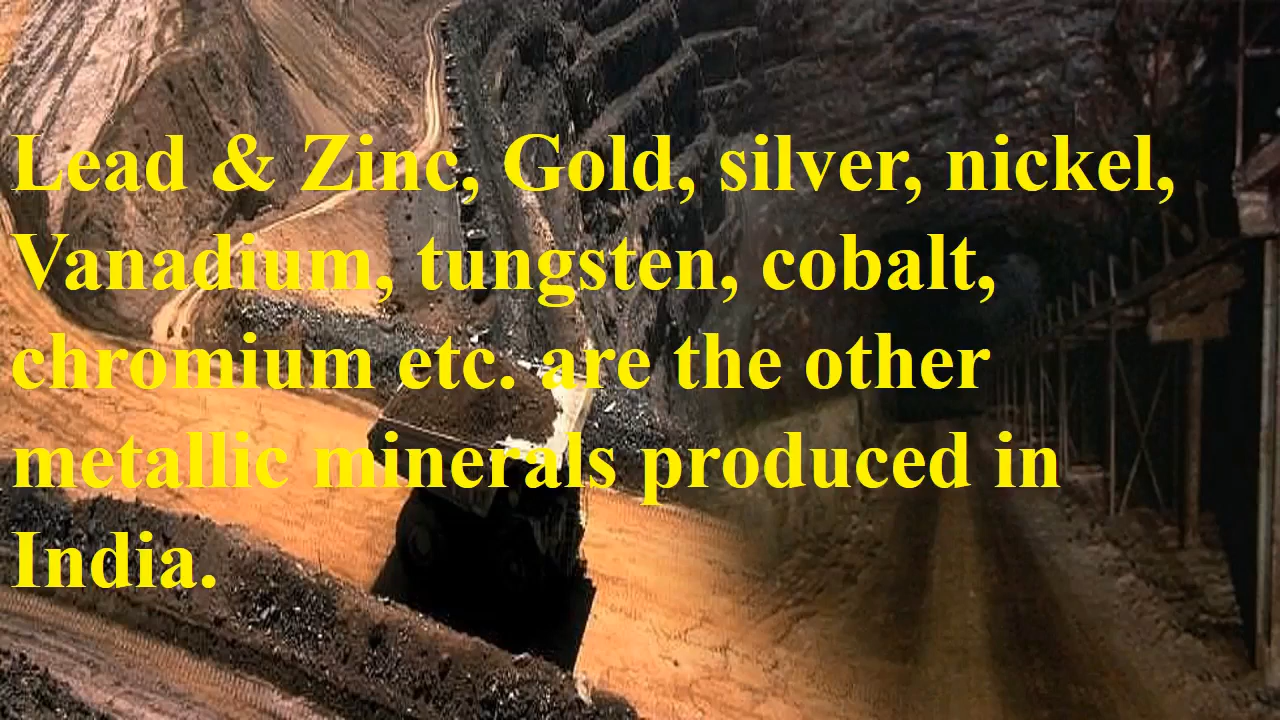 Lead & Zinc, Gold, silver, nickel,
Vanadium, tungsten, cobalt,
chromium etc. are the other
metallic minerals produced in
India.